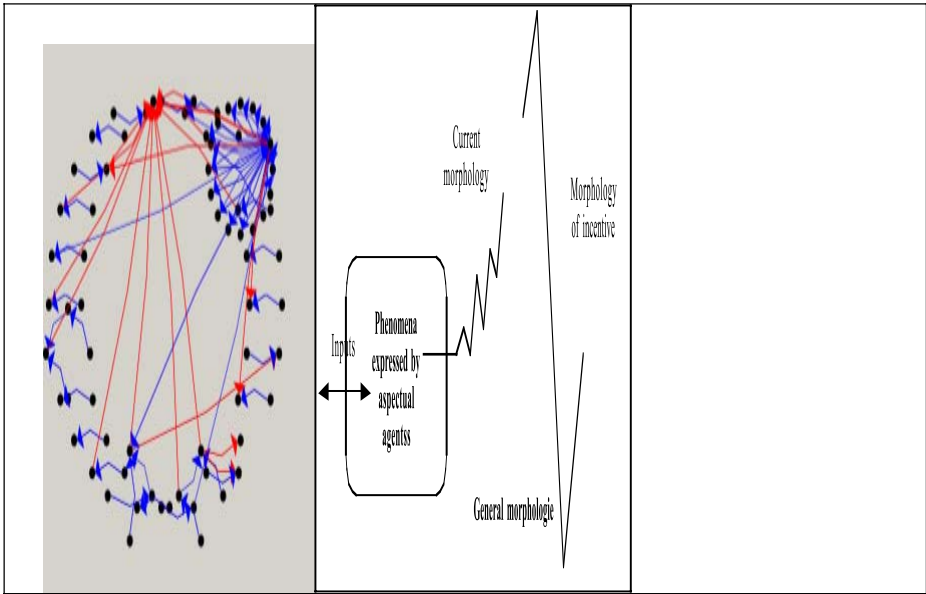 Current
morphology
Morphology
of incentive
Inputs
Phenomena
expressed by
aspectual
agentss
General morphologie